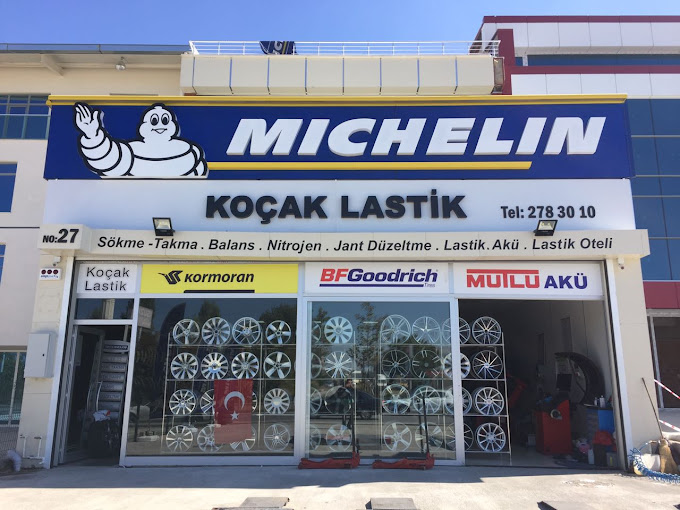 MICHELIN
KOÇAK LASTİK
Tel: 278 30 10
NO: 27
Sökme -Takma . Balans . Nitrojen . Jant Düzeltme . Lastik . Akü . Lastik Oteli
Koçak
Lastik
KORMORAN
BFGoodrich
Tires
MUTLU AKÜ